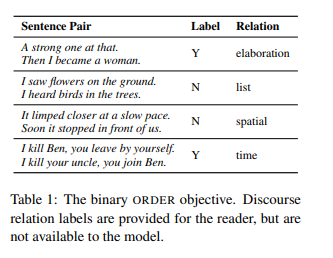 Sentence Pair Label Relation
A strong one at that.
Then I became a woman. Y elaboration
I saw flowers on the ground.
I heard birds in the trees. N list
It limped closer at a slow pace.
Soon it stopped in front of us. N spatial
I kill Ben, you leave by yourself.
I kill your uncle, you join Ben. Y time
Table 1: The binary ORDER objective. Discourse
relation labels are provided for the reader, but are
not available to the model.